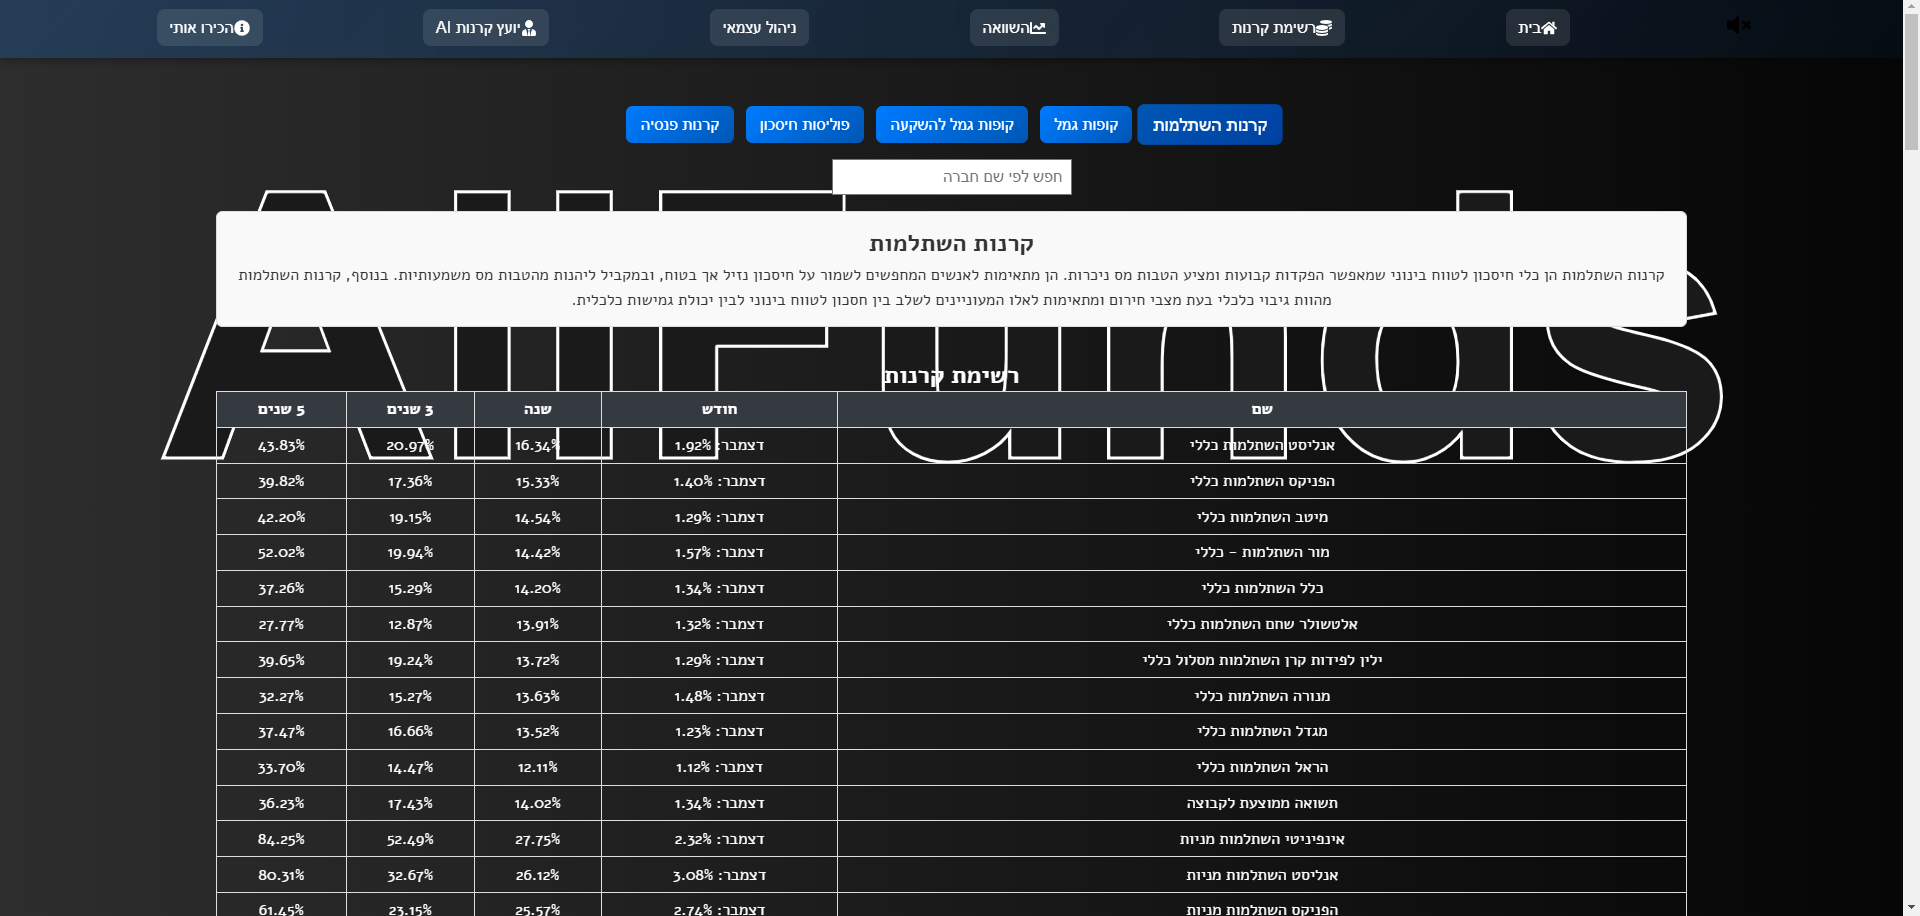 בית
רשימת קרנות
השוואה
ניהול עצמאי
יועץ קרנות AI
הכירו אותי
קרנות השתלמות
קופות גמל
קופות גמל להשקעה
פוליסות חיסכון
קרנות פנסיה
חפש לפי שם חברה
AllFunds
קרנות השתלמות
קרנות השתלמות הן כלי חיסכון לטווח בינוני שמאפשר הפקדות קבועות ומציע הטבות מס ניכרות. הן מתאימות לאנשים המחפשים לשמור על חיסכון נזיל אך בטוח, ובמקביל ליהנות מהטבות מס משמעותיות. בנוסף, קרנות השתלמות
מהוות גיבוי כלכלי בעת מצבי חירום ומתאימות לאלו המעוניינים לשלב בין חסכון לטווח בינוני לבין יכולת גמישות כלכלית.
רשימת קרנות
שם חודש שנה 3 שנים 5 שנים
אנליסט השתלמות כללי דצמבר: 1.92% 16.34% 20.97% 43.83%
הפניקס השתלמות כללי דצמבר: 1.40% 15.33% 17.36% 39.82%
מיטב השתלמות כללי דצמבר: 1.29% 14.54% 19.15% 42.20%
מור השתלמות - כללי דצמבר: 1.57% 14.42% 19.94% 52.02%
כלל השתלמות כללי דצמבר: 1.34% 14.20% 15.29% 37.26%
אלטשולר שחם השתלמות כללי דצמבר: 1.32% 13.91% 12.87% 27.77%
ילין לפידות קרן השתלמות מסלול כללי דצמבר: 1.29% 13.72% 19.24% 39.65%
מנורה השתלמות כללי דצמבר: 1.48% 13.63% 15.27% 32.27%
מגדל השתלמות כללי דצמבר: 1.23% 13.52% 16.66% 37.47%
הראל השתלמות כללי דצמבר: 1.12% 12.11% 14.47% 33.70%
תשואה ממוצעת לקבוצה דצמבר: 1.34% 14.02% 17.43% 36.23%
אינפיניטי השתלמות מניות דצמבר: 2.32% 27.75% 52.49% 84.25%
אנליסט השתלמות מניות דצמבר: 3.08% 26.12% 32.67% 80.31%
הפניקס השתלמות מניות דצמבר: 2.74% 25.57% 23.15% 61.45%